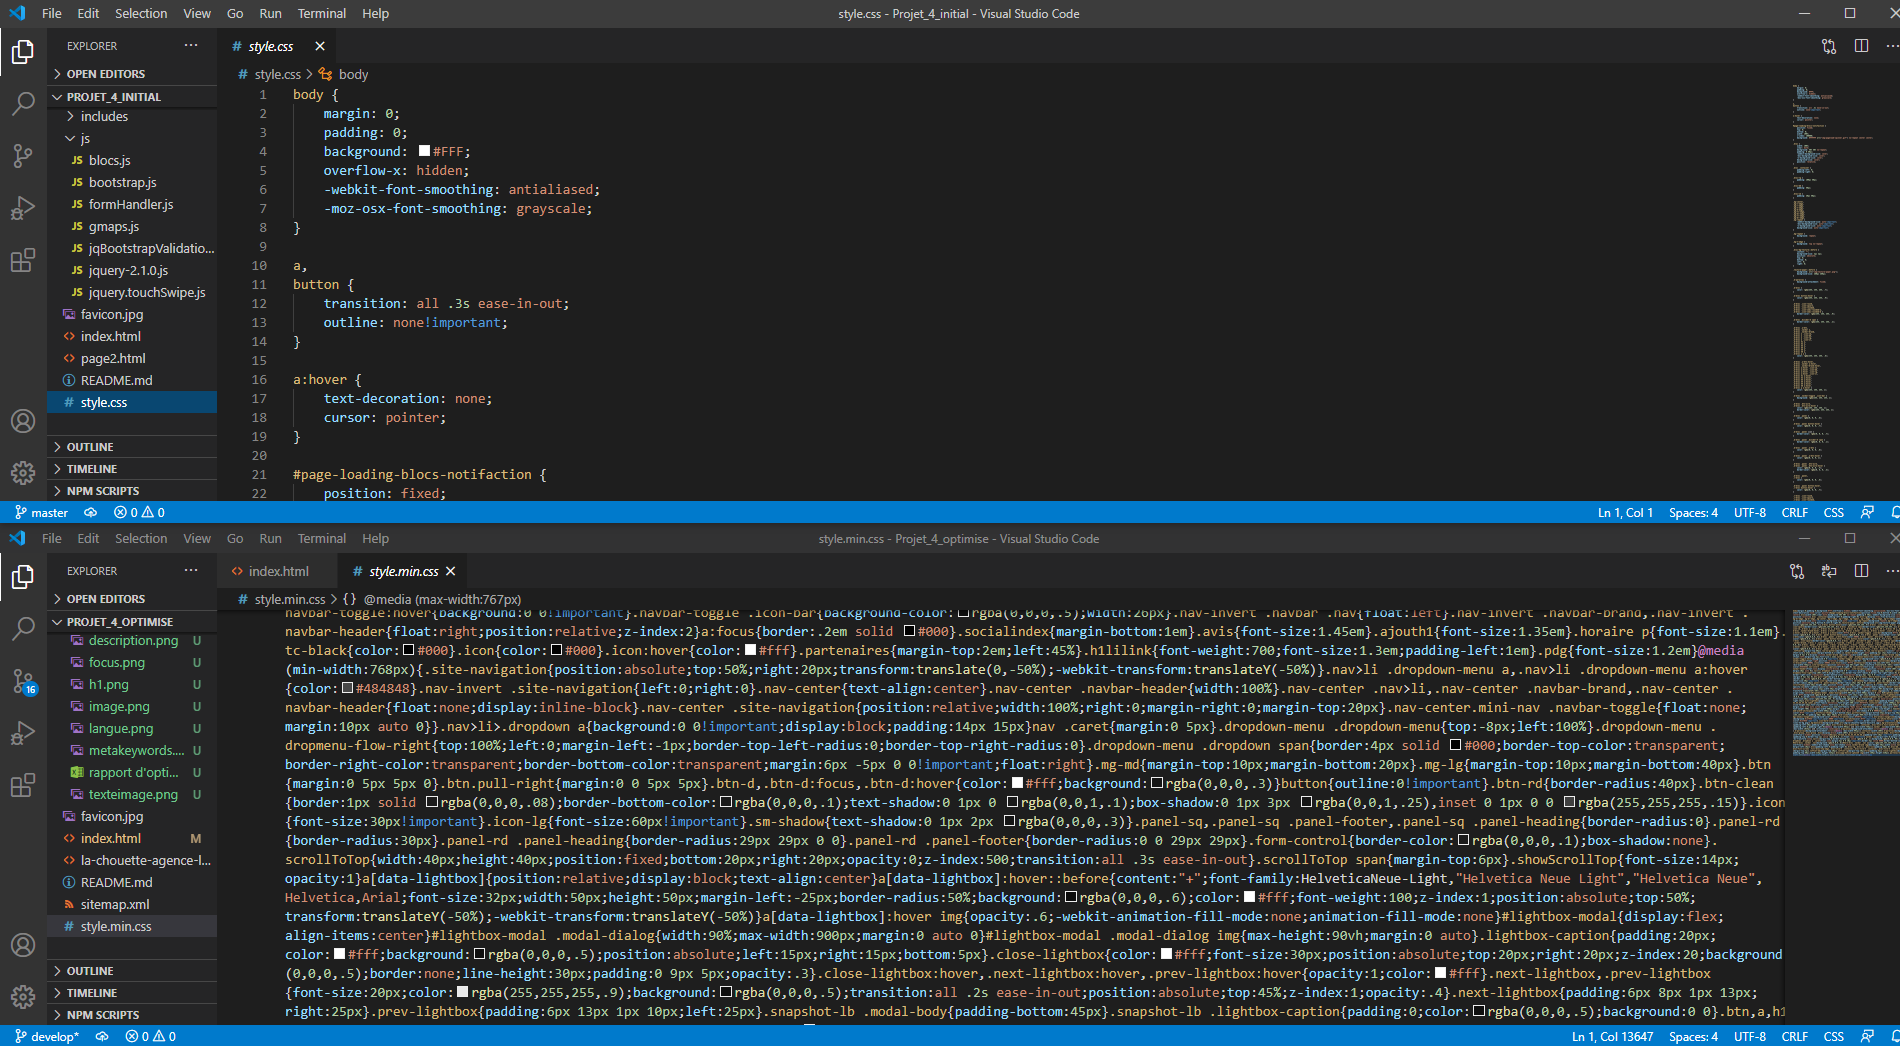 File Edit Selection View Go Run Terminal Help
style.css - Projet_4_initial - Visual Studio Code
EXPLORER ···
# style.css ×
OPEN EDITORS
PROJET_4_INITIAL
includes
js
JS blocs.js
JS bootstrap.js
JS formHandler.js
JS gmaps.js
JS jqBootstrapValidatio...
JS jquery-2.1.0.js
JS jquery.touchSwipe.js
favicon.jpg
<> index.html
<> page2.html
README.md
# style.css
OUTLINE
TIMELINE
NPM SCRIPTS
# style.css > body
1 body {
2 margin: 0;
3 padding: 0;
4 background: #FFF;
5 overflow-x: hidden;
6 -webkit-font-smoothing: antialiased;
7 -moz-osx-font-smoothing: grayscale;
8 }
9
10 a,
11 button {
12 transition: all .3s ease-in-out;
13 outline: none!important;
14 }
15
16 a:hover {
17 text-decoration: none;
18 cursor: pointer;
19 }
20
21 #page-loading-blocs-notifaction {
22 position: fixed;
master 0 0
Ln 1, Col 1 Spaces: 4 UTF-8 CRLF CSS
File Edit Selection View Go Run Terminal Help
style.min.css - Projet_4_optimise - Visual Studio Code
EXPLORER ···
<> index.html
# style.min.css ×
16
OPEN EDITORS
PROJET_4_OPTIMISE
description.png U
focus.png U
h1.png U
image.png U
langue.png U
metakeywords.... U
rapport d'opti... U
texteimage.png U
favicon.jpg
<> index.html M
<> la-chouette-agence-l...
README.md
sitemap.xml
# style.min.css
OUTLINE
TIMELINE
NPM SCRIPTS
# style.min.css > {} @media (max-width:767px)
navbar-toggle:hover{background:0 0!important}.navbar-toggle .icon-bar{background-color:rgba(0,0,0,.5);width:26px}.nav-invert .navbar .nav{float:left}.nav-invert .navbar-brand,.nav-invert .
navbar-header{float:right;position:relative;z-index:2}a:focus{border:.2em solid #000}.socialindex{margin-bottom:1em}.avis{font-size:1.45em}.ajouth1{font-size:1.35em}.horaire p{font-size:1.1em}.
tc-black{color:#000}.icon{color:#000}.icon:hover{color:#fff}.partenaires{margin-top:2em;left:45%}.h1lilink{font-weight:700;font-size:1.3em;padding-left:1em}.pdg{font-size:1.2em}@media
(min-width:768px){.site-navigation{position:absolute;top:50%;right:20px;transform:translate(0,-50%);-webkit-transform:translateY(-50%)}.nav>li .dropdown-menu a,.nav>li .dropdown-menu a:hover
{color:#484848}.nav-invert .site-navigation{left:0;right:0}.nav-center{text-align:center}.nav-center .navbar-header{width:100%}.nav-center .nav>li,.nav-center .navbar-brand,.nav-center .
navbar-header{float:none;display:inline-block}.nav-center .site-navigation{position:relative;width:100%;right:0;margin-right:0;margin-top:20px}.nav-center.mini-nav .navbar-toggle{float:none;
margin:10px auto 0}}.nav>li>.dropdown a{background:0 0!important;display:block;padding:14px 15px}nav .caret{margin:0 5px}.dropdown-menu .dropdown-menu{top:-8px;left:100%}.dropdown-menu .
dropmenu-flow-right{top:100%;left:0;margin-left:-1px;border-top-left-radius:0;border-top-right-radius:0}.dropdown-menu .dropdown span{border:4px solid #000;border-top-color:transparent;
border-right-color:transparent;border-bottom-color:transparent;margin:6px -5px 0 0!important;float:right}.mg-md{margin-top:10px;margin-bottom:20px}.mg-lg{margin-top:10px;margin-bottom:40px}.btn
{margin:0 5px 5px 0}.btn.pull-right{margin:0 0 5px 5px}.btn-d,.btn-d:focus,.btn-d:hover{color:#fff;background:rgba(0,0,0,.3)}button{outline:0!important}.btn-rd{border-radius:40px}.btn-clean
{border:1px solid rgba(0,0,0,.08);border-bottom-color:rgba(0,0,0,.1);text-shadow:0 1px 0 rgba(0,0,1,.1);box-shadow:0 1px 3px rgba(0,0,1,.25),inset 0 1px 0 0 rgba(255,255,255,.15)}.icon
{font-size:30px!important}.icon-lg{font-size:60px!important}.sm-shadow{text-shadow:0 1px 2px rgba(0,0,0,.3)}.panel-sq,.panel-sq .panel-footer,.panel-sq .panel-heading{border-radius:0}.panel-rd
{border-radius:30px}.panel-rd .panel-heading{border-radius:29px 29px 0 0}.panel-rd .panel-footer{border-radius:0 0 29px 29px}.form-control{border-color:rgba(0,0,0,.1);box-shadow:none}.
scrollToTop{width:40px;height:40px;position:fixed;bottom:20px;right:20px;opacity:0;z-index:500;transition:all .3s ease-in-out}.scrollToTop span{margin-top:6px}.showScrollTop{font-size:14px;
opacity:1}a[data-lightbox]{position:relative;display:block;text-align:center}a[data-lightbox]:hover::before{content:"+";font-family:HelveticaNeue-Light,"Helvetica Neue Light","Helvetica Neue",
Helvetica,Arial;font-size:32px;width:50px;height:50px;margin-left:-25px;border-radius:50%;background:rgba(0,0,0,.6);color:#fff;font-weight:100;z-index:1;position:absolute;top:50%;
transform:translateY(-50%);-webkit-transform:translateY(-50%)}a[data-lightbox]:hover img{opacity:.6;-webkit-animation-fill-mode:none;animation-fill-mode:none}#lightbox-modal{display:flex;
align-items:center}#lightbox-modal .modal-dialog{width:90%;max-width:900px;margin:0 auto 0}#lightbox-modal .modal-dialog img{max-height:90vh;margin:0 auto}.lightbox-caption{padding:20px;
color:#fff;background:rgba(0,0,0,.5);position:absolute;left:15px;right:15px;bottom:5px}.close-lightbox{color:#fff;font-size:30px;position:absolute;top:20px;right:20px;z-index:20;background
(0,0,0,.5);border:none;line-height:30px;padding:0 9px 5px;opacity:.3}.close-lightbox:hover,.next-lightbox:hover,.prev-lightbox:hover{opacity:1;color:#fff}.next-lightbox,.prev-lightbox
{font-size:20px;color:rgba(255,255,255,.9);background:rgba(0,0,0,.5);transition:all .2s ease-in-out;position:absolute;top:45%;z-index:1;opacity:.4}.next-lightbox{padding:6px 8px 1px 13px;
right:25px}.prev-lightbox{padding:6px 13px 1px 10px;left:25px}.snapshot-lb .modal-body{padding-bottom:45px}.snapshot-lb .lightbox-caption{padding:0;color:rgba(0,0,0,.5);background:0 0}.btn,a,h1
develop* 0 0
Ln 1, Col 13647 Spaces: 4 UTF-8 CRLF CSS